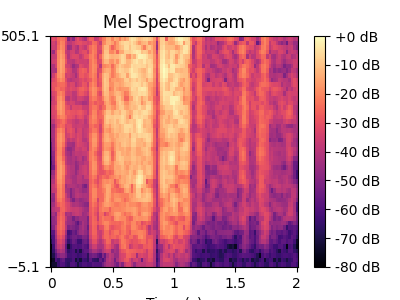 Mel Spectrogram
505.1
−5.1
0
0.5
1
1.5
2
+0 dB
-10 dB
-20 dB
-30 dB
-40 dB
-50 dB
-60 dB
-70 dB
-80 dB